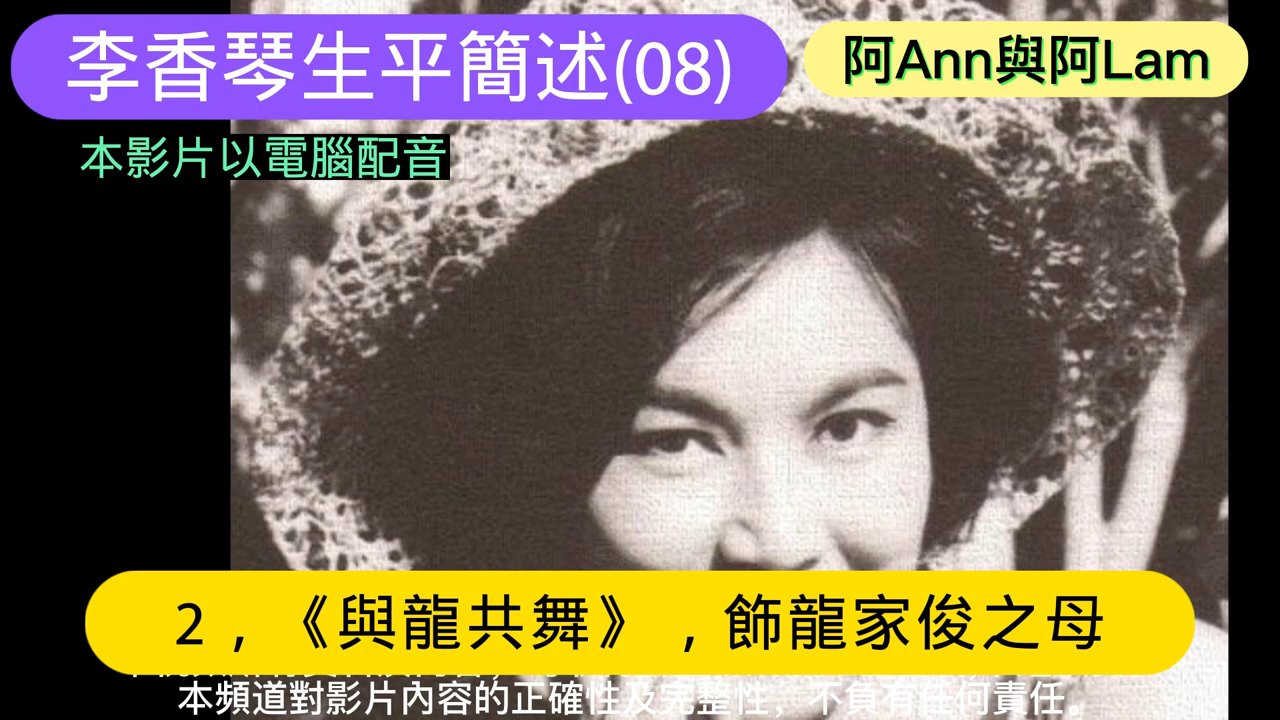 李香琴生平簡述(08)
阿Ann與阿Lam
本影片以電腦配音
2，《與龍共舞》，飾龍家俊之母
本頻道對影片內容的正確性及完整性，不負有任何責任。